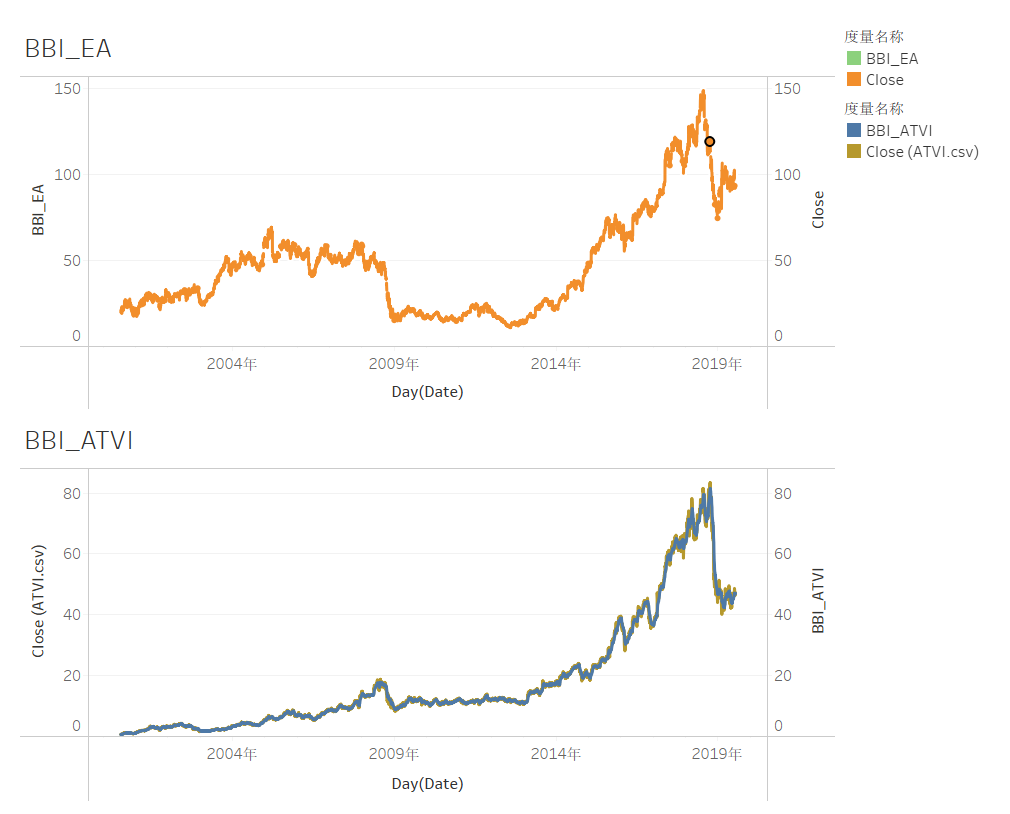 BBI_EA
150
100
50
0
BBI_EA
150
100
50
0
Close
2004年
2009年
2014年
2019年
Day(Date)
度量名称
BBI_EA
Close
度量名称
BBI_ATVI
Close (ATVI.csv)
BBI_ATVI
80
60
40
20
0
Close (ATVI.csv)
80
60
40
20
0
BBI_ATVI
2004年
2009年
2014年
2019年
Day(Date)